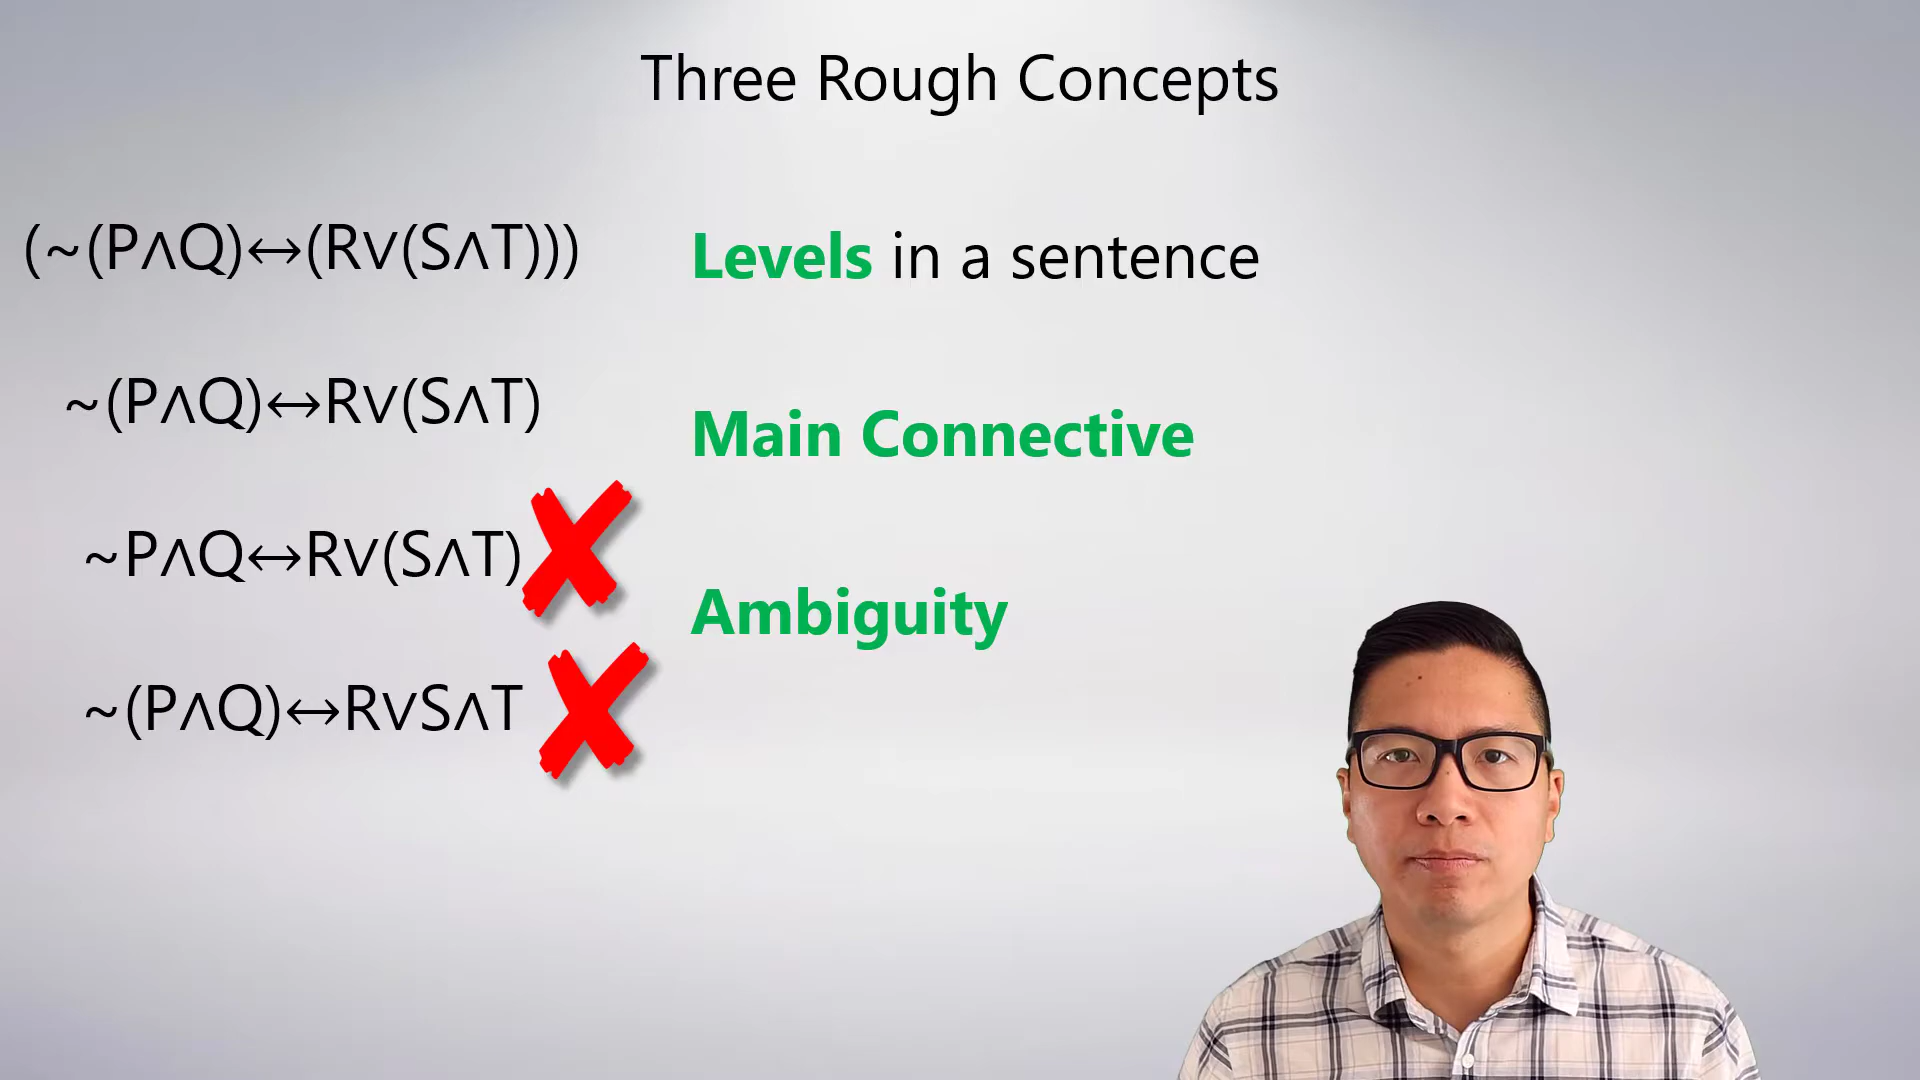 Three Rough Concepts
(~(P∧Q)↔(R∨(S∧T)))
~(P∧Q)↔R∨(S∧T)
~P∧Q↔R∨(S∧T)
~(P∧Q)↔R∨S∧T
Levels in a sentence
Main Connective
Ambiguity